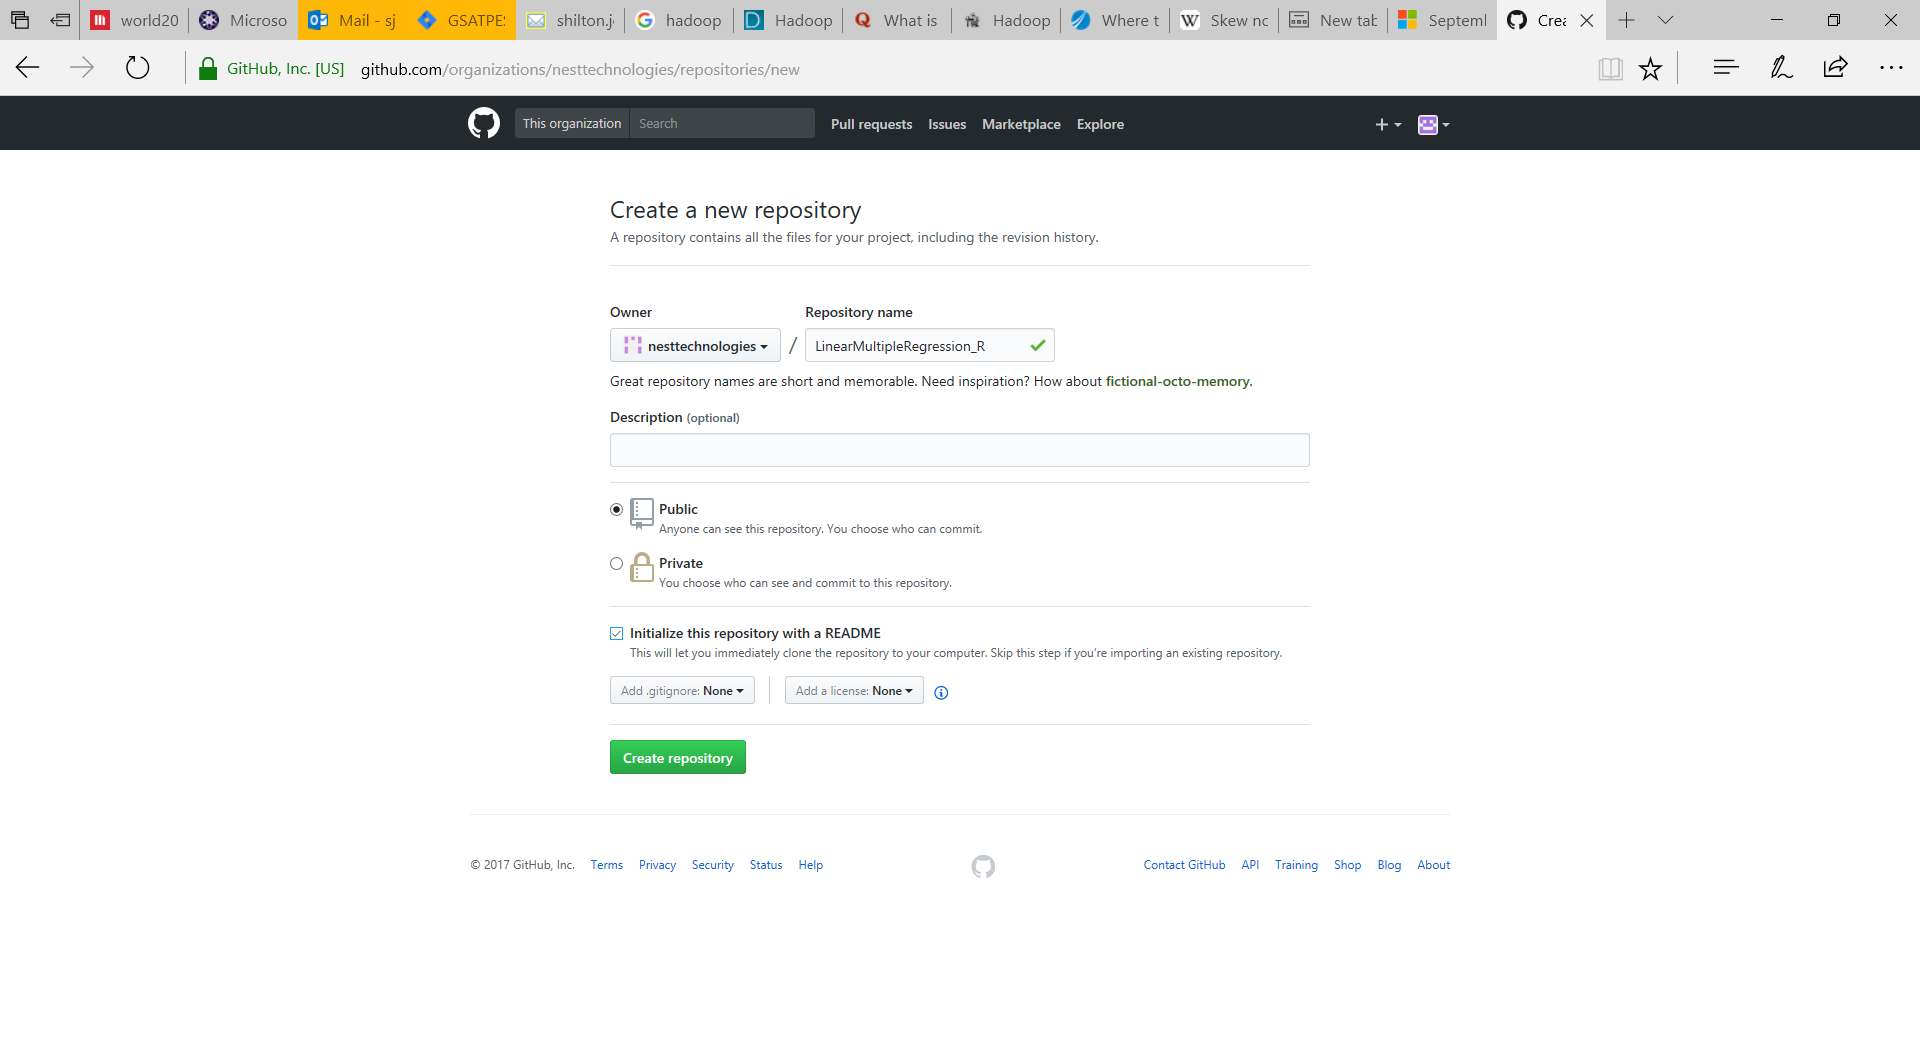 world20 Microso Mail - sj GSATPES shilton.j hadoop Hadoop What is Hadoop Where t Skew no New tab Septeml Crea
GitHub, Inc. [US] github.com/organizations/nesttechnologies/repositories/new
This organization Search Pull requests Issues Marketplace Explore
Create a new repository
A repository contains all the files for your project, including the revision history.
Owner Repository name
nesttechnologies / LinearMultipleRegression_R
Great repository names are short and memorable. Need inspiration? How about fictional-octo-memory.
Description (optional)
Public
Anyone can see this repository. You choose who can commit.
Private
You choose who can see and commit to this repository.
Initialize this repository with a README
This will let you immediately clone the repository to your computer. Skip this step if you're importing an existing repository.
Add .gitignore: None Add a license: None
Create repository
© 2017 GitHub, Inc. Terms Privacy Security Status Help Contact GitHub API Training Shop Blog About